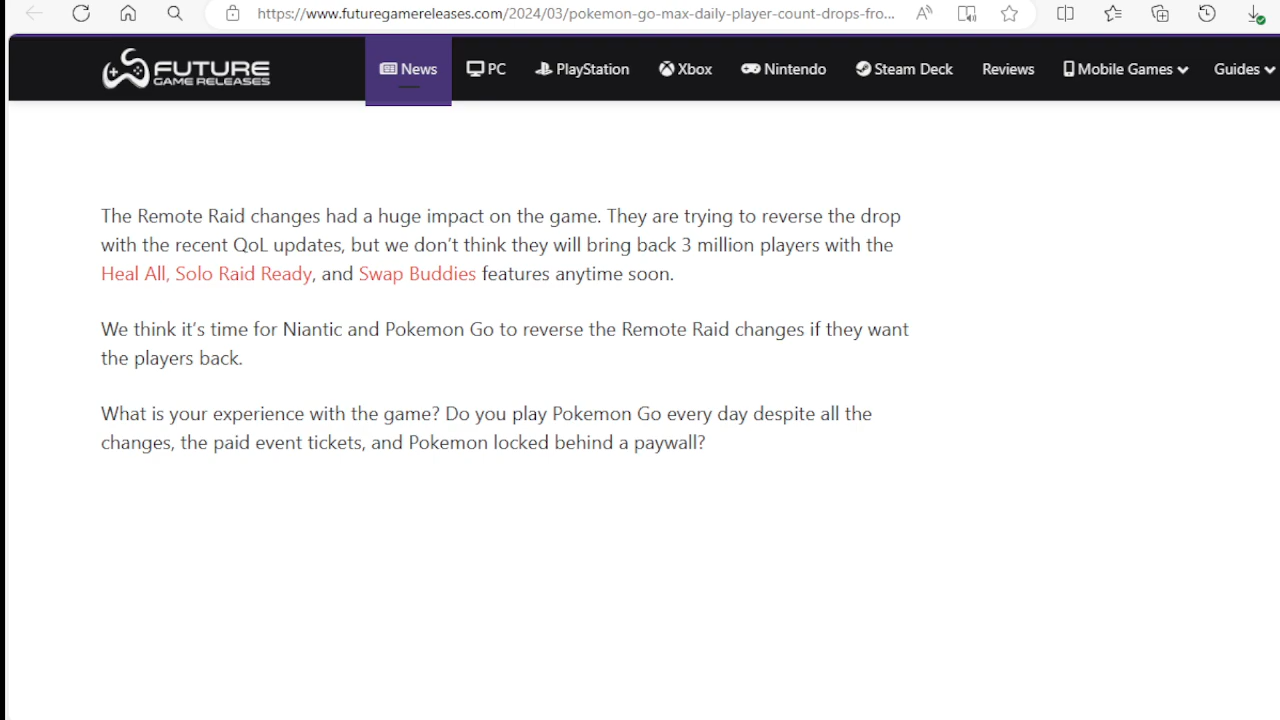 https://www.futuregamereleases.com/2024/03/pokemon-go-max-daily-player-count-drops-fro...
FUTURE
GAME RELEASES
News PC PlayStation Xbox Nintendo Steam Deck Reviews Mobile Games Guides
The Remote Raid changes had a huge impact on the game. They are trying to reverse the drop
with the recent QoL updates, but we don't think they will bring back 3 million players with the
Heal All, Solo Raid Ready, and Swap Buddies features anytime soon.
We think it's time for Niantic and Pokemon Go to reverse the Remote Raid changes if they want
the players back.
What is your experience with the game? Do you play Pokemon Go every day despite all the
changes, the paid event tickets, and Pokemon locked behind a paywall?